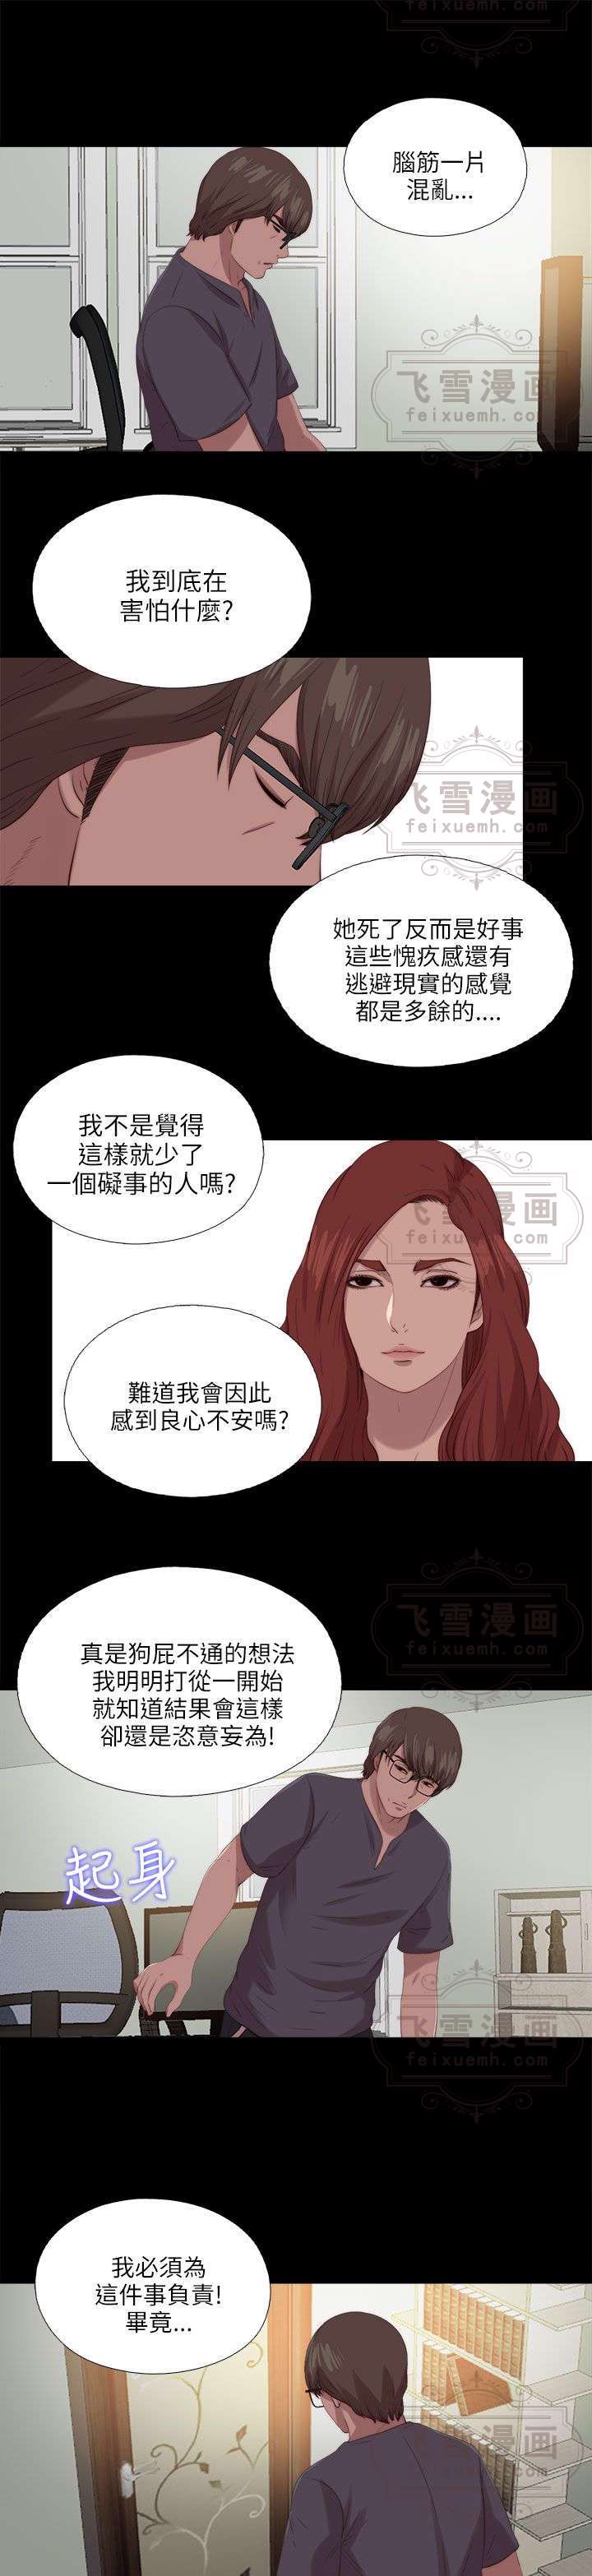 feixuemh.com
腦筋一片
混亂...
飞雪漫画
feixuemh.com
我到底在
害怕什麼?
飞雪漫画
feixuemh.com
她死了反而是好事
這些愧疚感還有
逃避現實的感覺
都是多餘的....
我不是覺得
這樣就少了
一個礙事的人嗎?
飞雪漫画
feixuemh.com
難道我會因此
感到良心不安嗎?
飞雪漫画
feixuemh.com
真是狗屁不通的想法
我明明打從一開始
就知道結果會這樣
卻還是恣意妄為!
起身
飞雪漫画
feixuemh.com
我必須為
這件事負責!
畢竟...
飞雪漫画
feixuemh.com